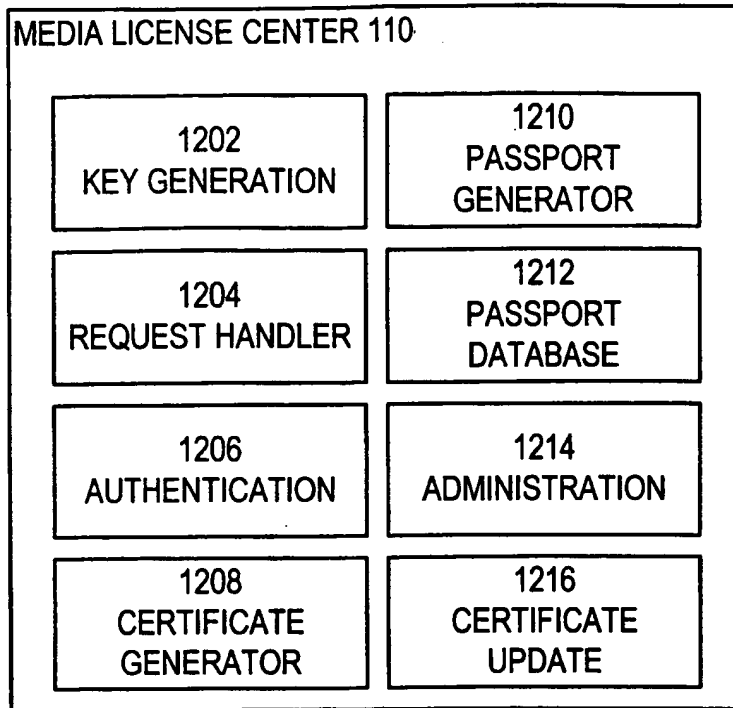 MEDIA LICENSE CENTER 110
1202
KEY GENERATION
1210
PASSPORT
GENERATOR
1204
REQUEST HANDLER
1212
PASSPORT
DATABASE
1206
AUTHENTICATION
1214
ADMINISTRATION
1208
CERTIFICATE
GENERATOR
1216
CERTIFICATE
UPDATE